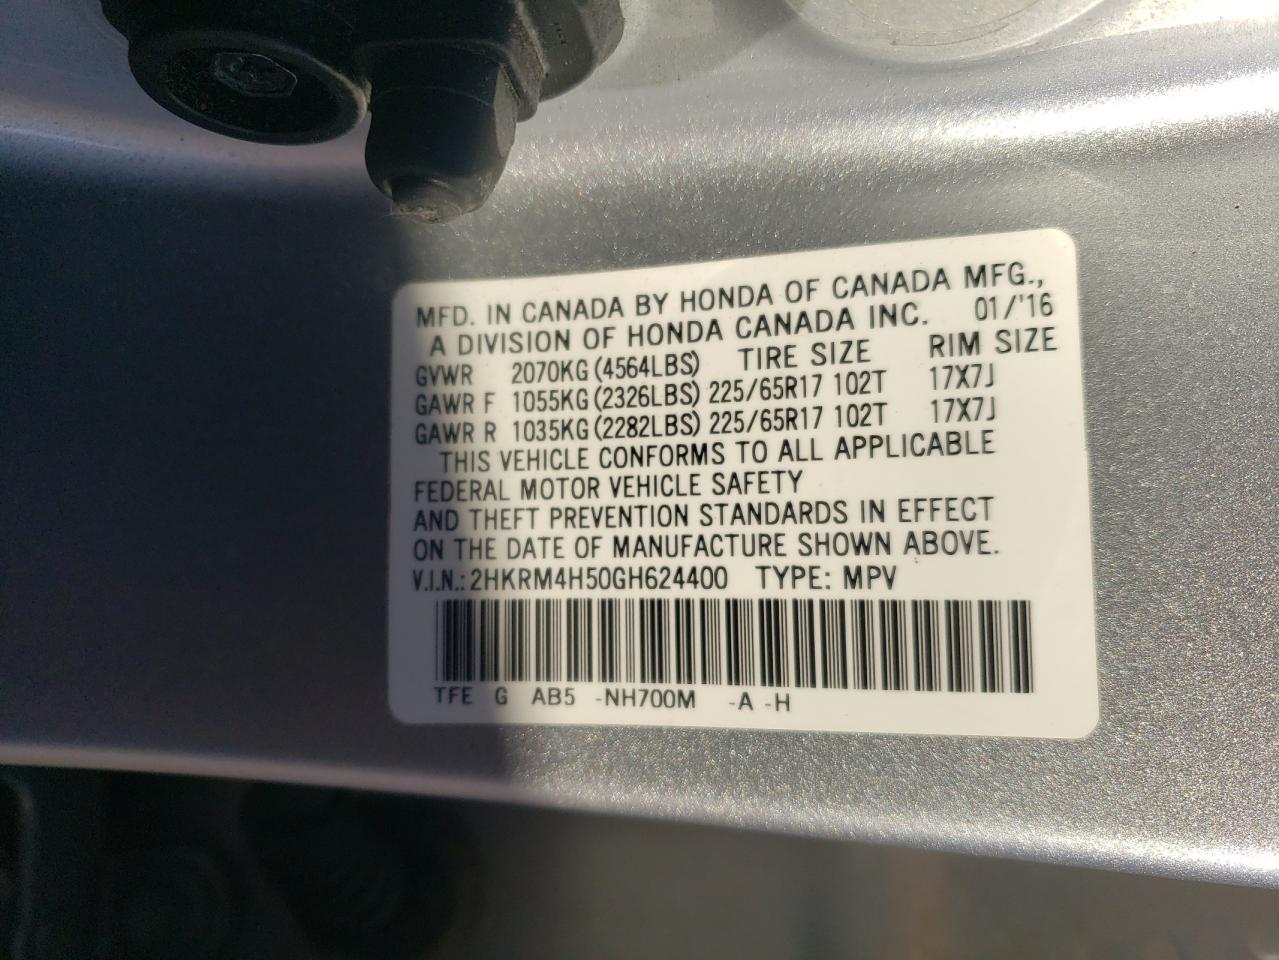 MFD. IN CANADA BY HONDA OF CANADA MFG.,
A DIVISION OF HONDA CANADA INC. 01/'16
GVWR 2070KG (4564LBS) TIRE SIZE RIM SIZE
GAWR F 1055KG (2326LBS) 225/65R17 102T 17X7J
GAWR R 1035KG (2282LBS) 225/65R17 102T 17X7J
THIS VEHICLE CONFORMS TO ALL APPLICABLE
FEDERAL MOTOR VEHICLE SAFETY
AND THEFT PREVENTION STANDARDS IN EFFECT
ON THE DATE OF MANUFACTURE SHOWN ABOVE.
V.I.N.: 2HKRM4H50GH624400 TYPE: MPV
TFE G AB5 -NH700M -A -H